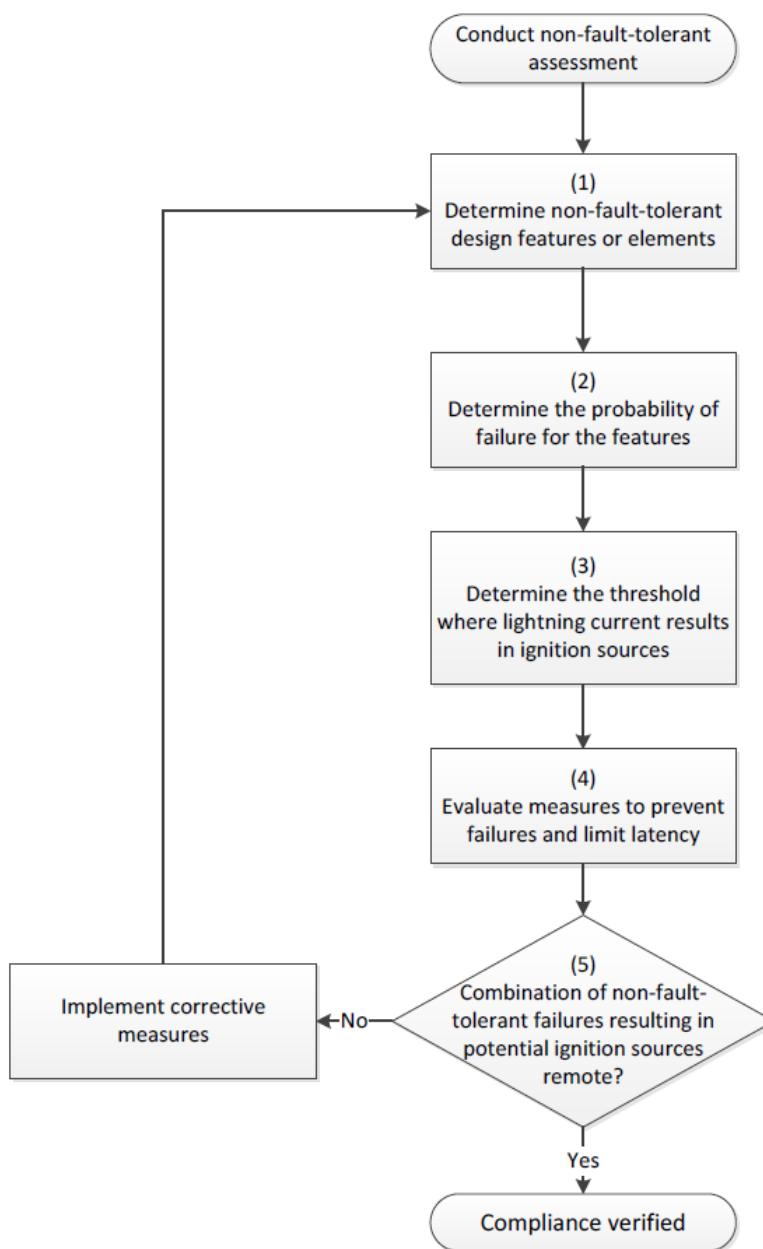 Conduct non-fault-tolerant
assessment
(1)
Determine non-fault-tolerant
design features or elements
(2)
Determine the probability of
failure for the features
(3)
Determine the threshold
where lightning current results
in ignition sources
(4)
Evaluate measures to prevent
failures and limit latency
(5)
Combination of non-fault-
tolerant failures resulting in
potential ignition sources
remote?
No
Implement corrective
measures
Yes
Compliance verified